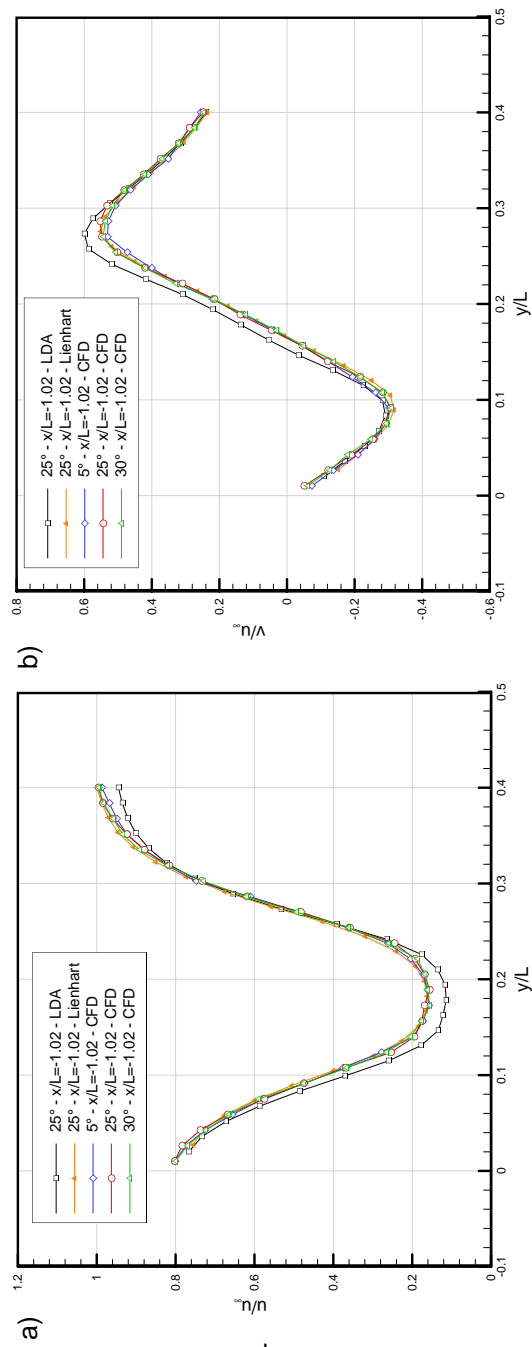 a)
u/u∞
1.2
1
0.8
0.6
0.4
0.2
0
-0.1
0
0.1
0.2
0.3
0.4
0.5
y/L
25° - x/L=-1.02 - LDA
25° - x/L=-1.02 - Lienhart
5° - x/L=-1.02 - CFD
25° - x/L=-1.02 - CFD
30° - x/L=-1.02 - CFD
b)
v/u∞
0.8
0.6
0.4
0.2
0
-0.2
-0.4
-0.6
-0.1
0
0.1
0.2
0.3
0.4
0.5
y/L
25° - x/L=-1.02 - LDA
25° - x/L=-1.02 - Lienhart
5° - x/L=-1.02 - CFD
25° - x/L=-1.02 - CFD
30° - x/L=-1.02 - CFD